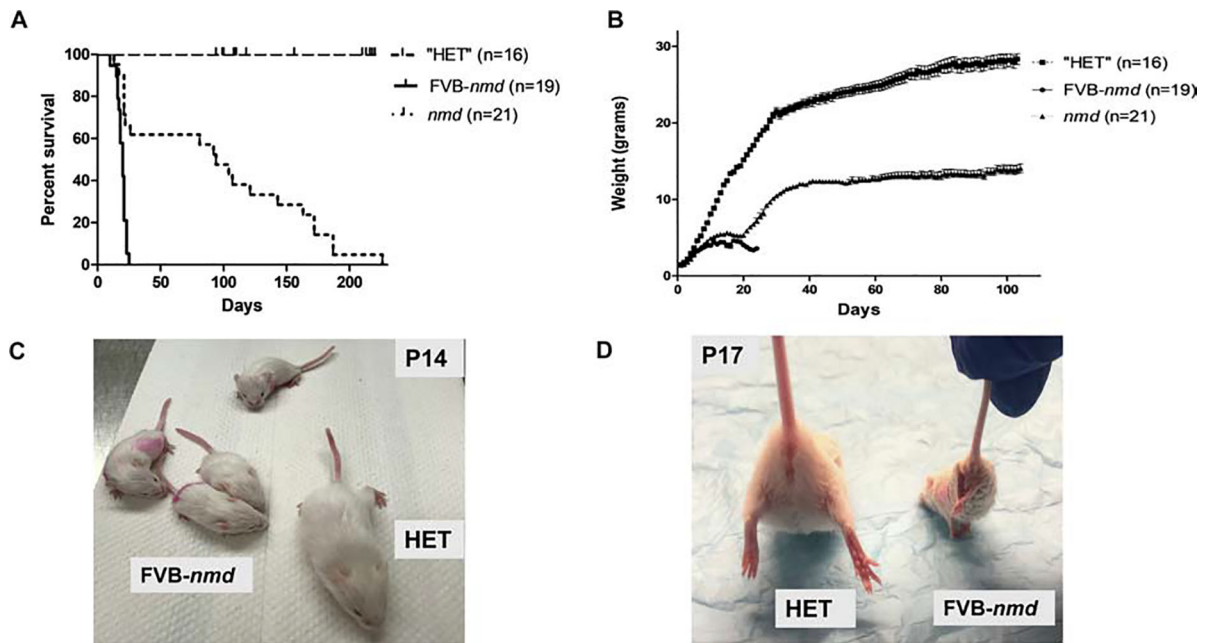 A
Percent survival
100
80
60
40
20
0
0 50 100 150 200
Days
"HET" (n=16)
FVB-nmd (n=19)
nmd (n=21)
B
Weight (grams)
30
20
10
0
0 20 40 60 80 100
Days
"HET" (n=16)
FVB-nmd (n=19)
nmd (n=21)
C
P14
HET
FVB-nmd
D
P17
HET
FVB-nmd